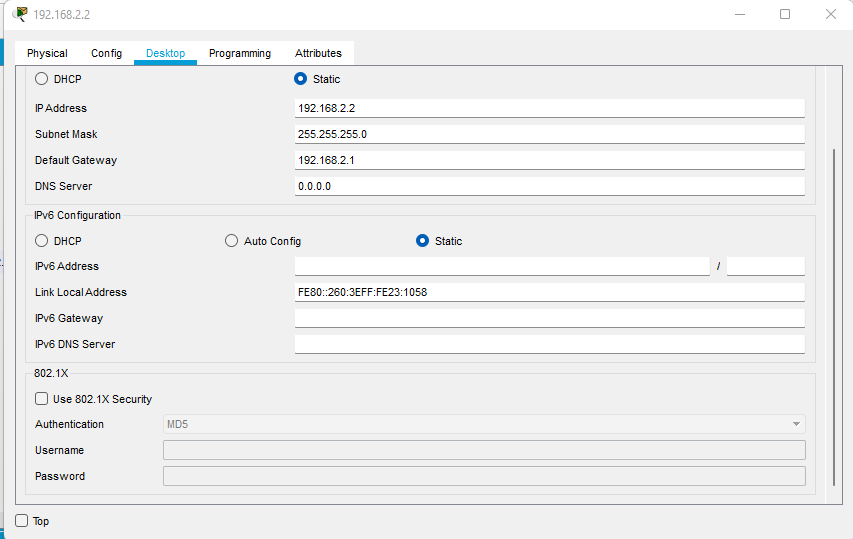 192.168.2.2
Physical Config Desktop Programming Attributes
DHCP Static
IP Address 192.168.2.2
Subnet Mask 255.255.255.0
Default Gateway 192.168.2.1
DNS Server 0.0.0.0
IPv6 Configuration
DHCP Auto Config Static
IPv6 Address /
Link Local Address FE80::260:3EFF:FE23:1058
IPv6 Gateway
IPv6 DNS Server
802.1X
Use 802.1X Security
Authentication MD5
Username
Password
Top